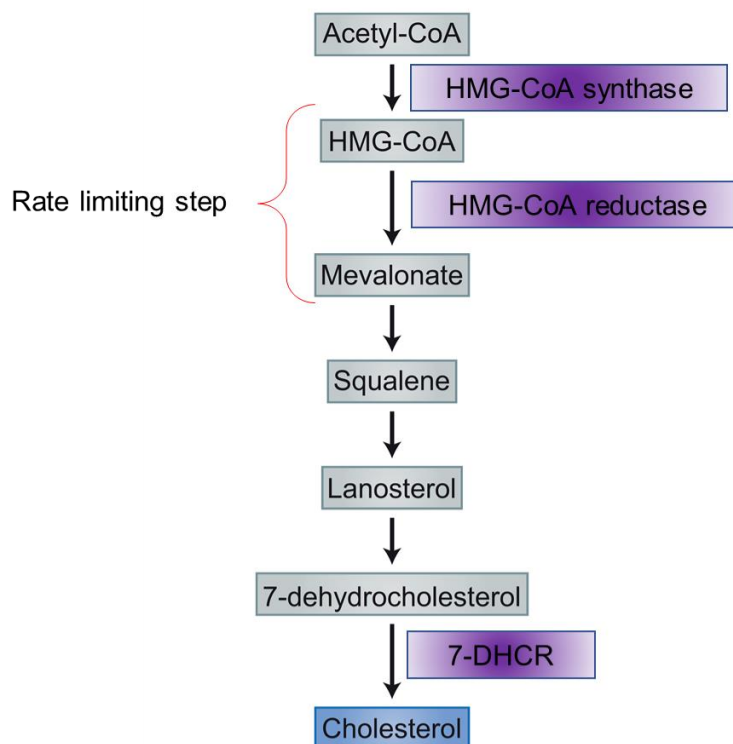 Acetyl-CoA
HMG-CoA synthase
HMG-CoA
Rate limiting step
HMG-CoA reductase
Mevalonate
Squalene
Lanosterol
7-dehydrocholesterol
7-DHCR
Cholesterol